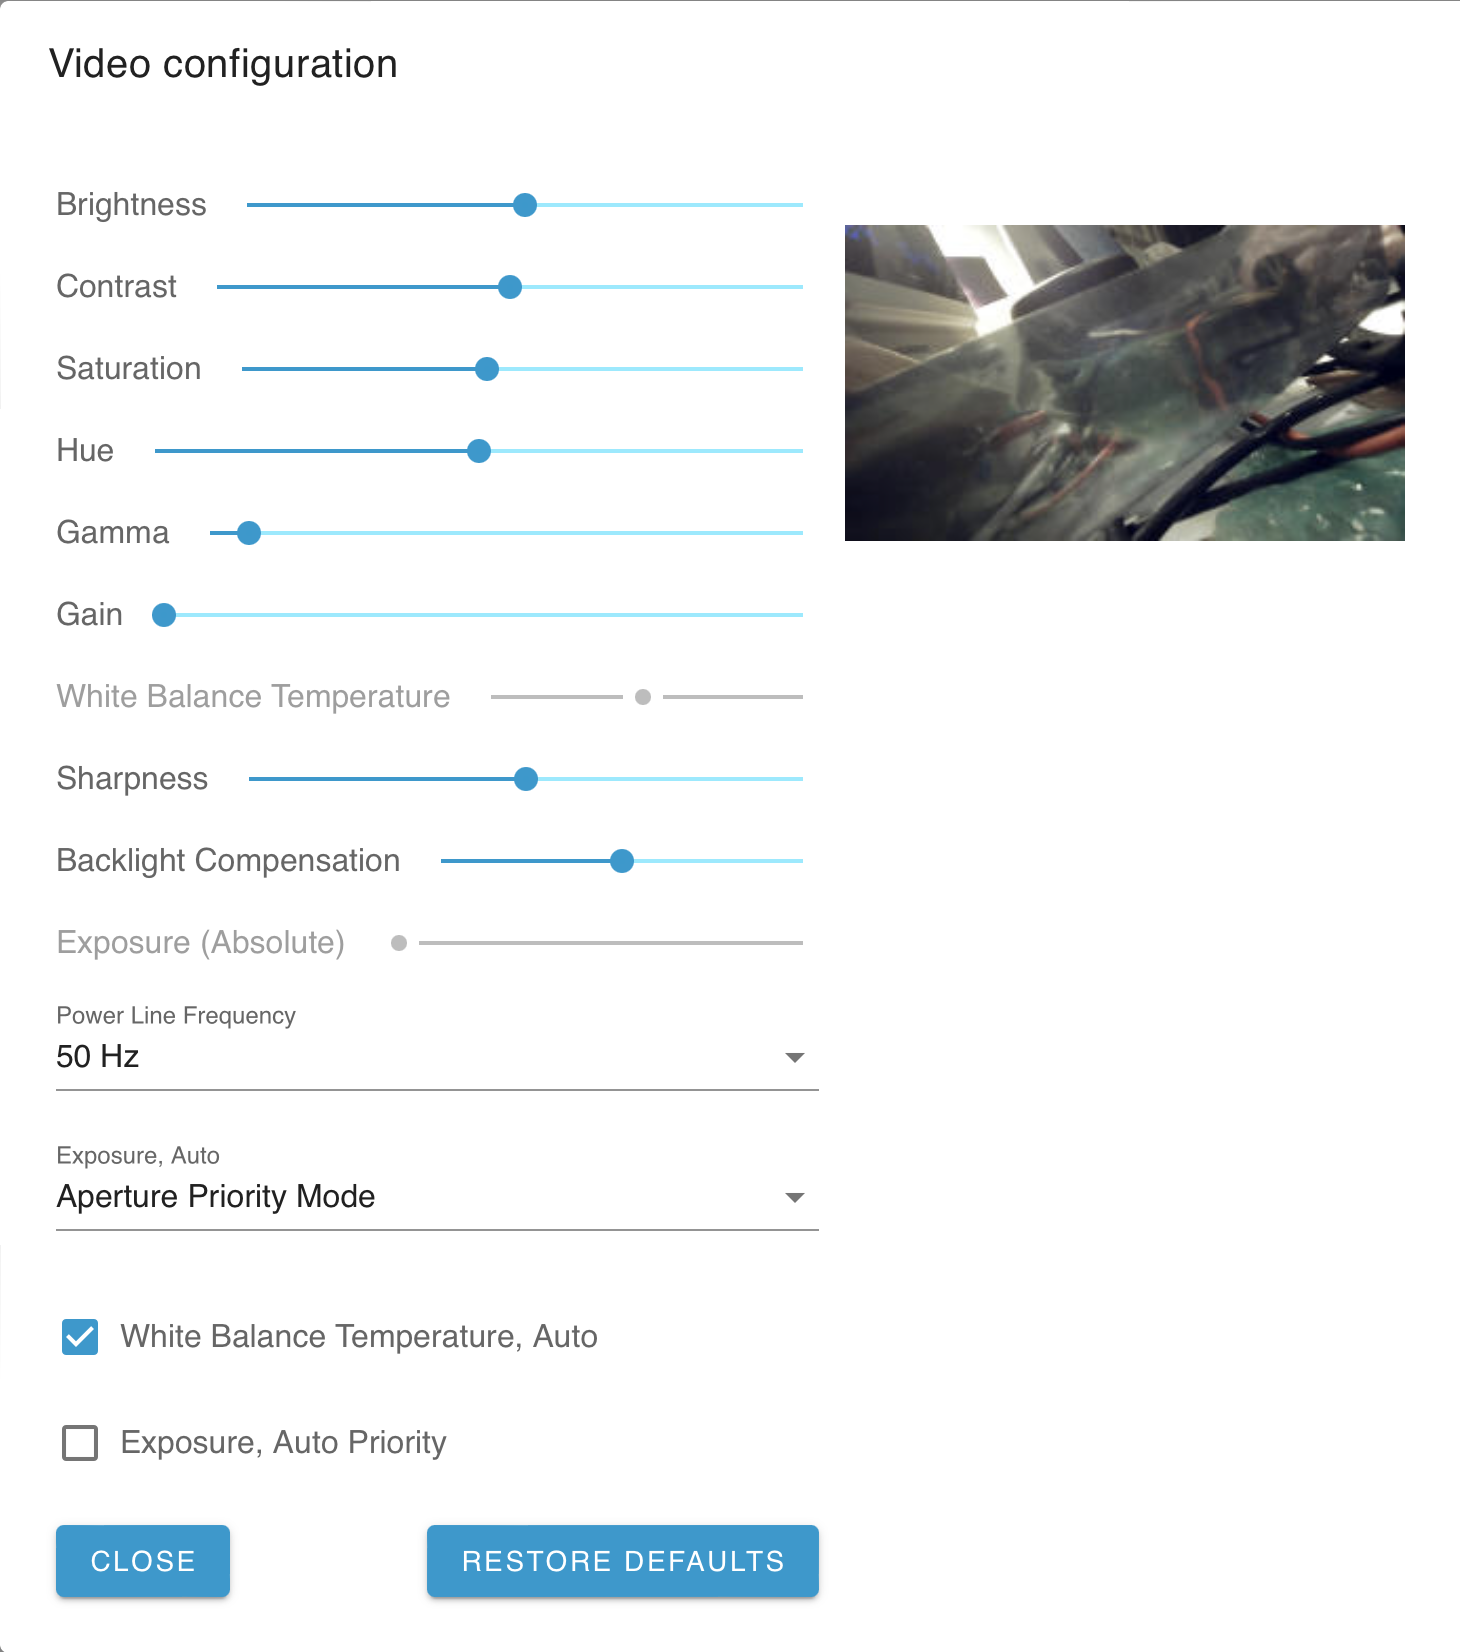 Video configuration
Brightness
Contrast
Saturation
Hue
Gamma
Gain
White Balance Temperature
Sharpness
Backlight Compensation
Exposure (Absolute)
Power Line Frequency
50 Hz
Exposure, Auto
Aperture Priority Mode
White Balance Temperature, Auto
Exposure, Auto Priority
CLOSE
RESTORE DEFAULTS